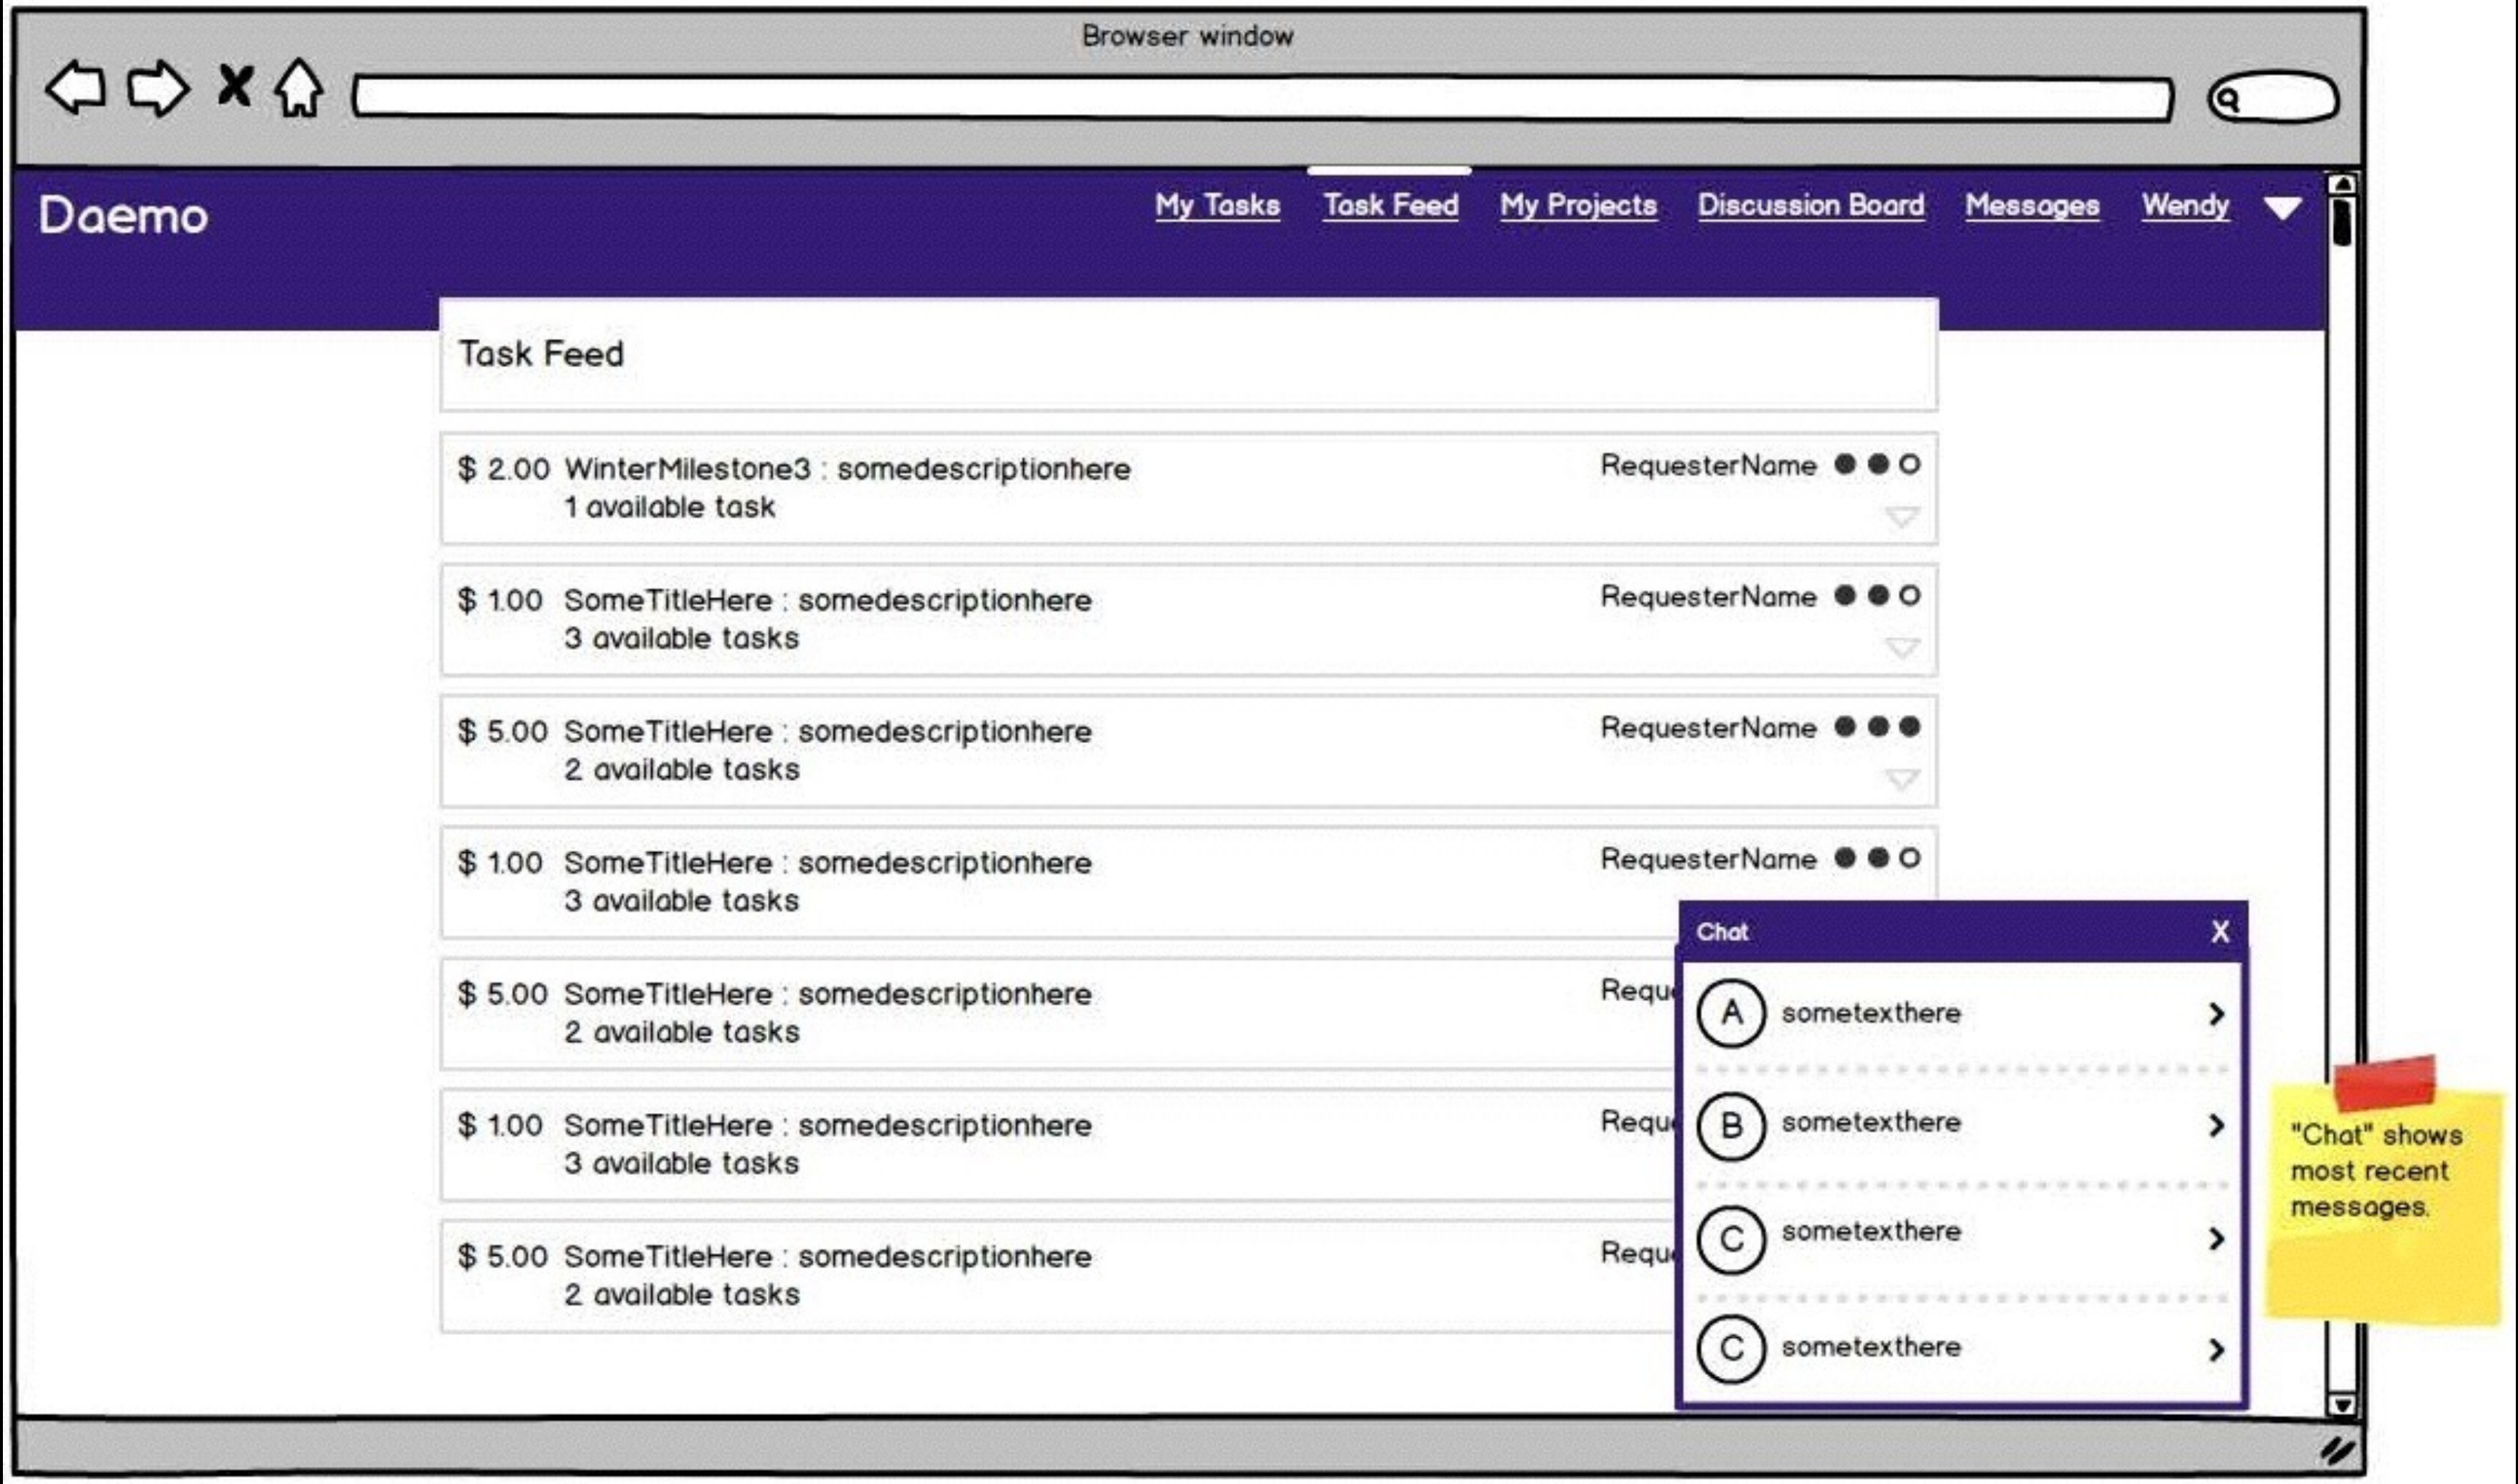 Browser window
Daemo
My Tasks Task Feed My Projects Discussion Board Messages Wendy
Task Feed
$ 2.00 WinterMilestone3 : somedescriptionhere RequesterName
1 available task
$ 1.00 SomeTitleHere : somedescriptionhere RequesterName
3 available tasks
$ 5.00 SomeTitleHere : somedescriptionhere RequesterName
2 available tasks
$ 1.00 SomeTitleHere : somedescriptionhere RequesterName
3 available tasks
$ 5.00 SomeTitleHere : somedescriptionhere
2 available tasks
$ 1.00 SomeTitleHere : somedescriptionhere
3 available tasks
$ 5.00 SomeTitleHere : somedescriptionhere
2 available tasks
Chat X
A sometexthere
B sometexthere
C sometexthere
C sometexthere
"Chat" shows
most recent
messages.